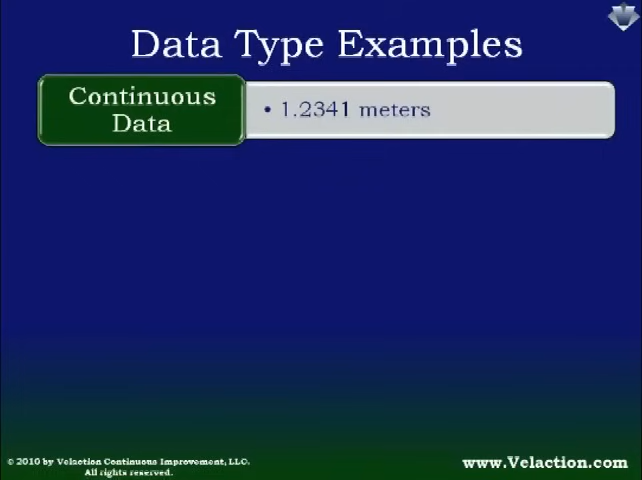 Data Type Examples
Continuous
Data
• 1.2341 meters
© 2010 by Velaction Continuous Improvement, LLC.
All rights reserved.
www.Velaction.com